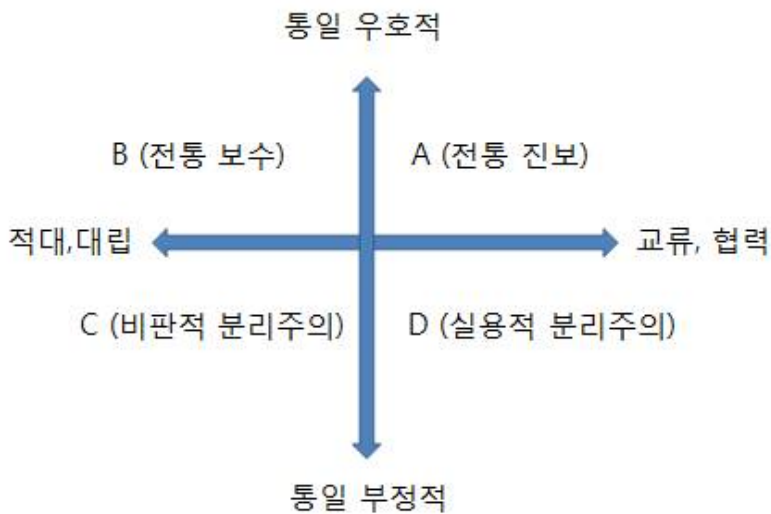 통일 우호적
B (전통 보수)
A (전통 진보)
적대,대립
교류, 협력
C (비판적 분리주의)
D (실용적 분리주의)
통일 부정적